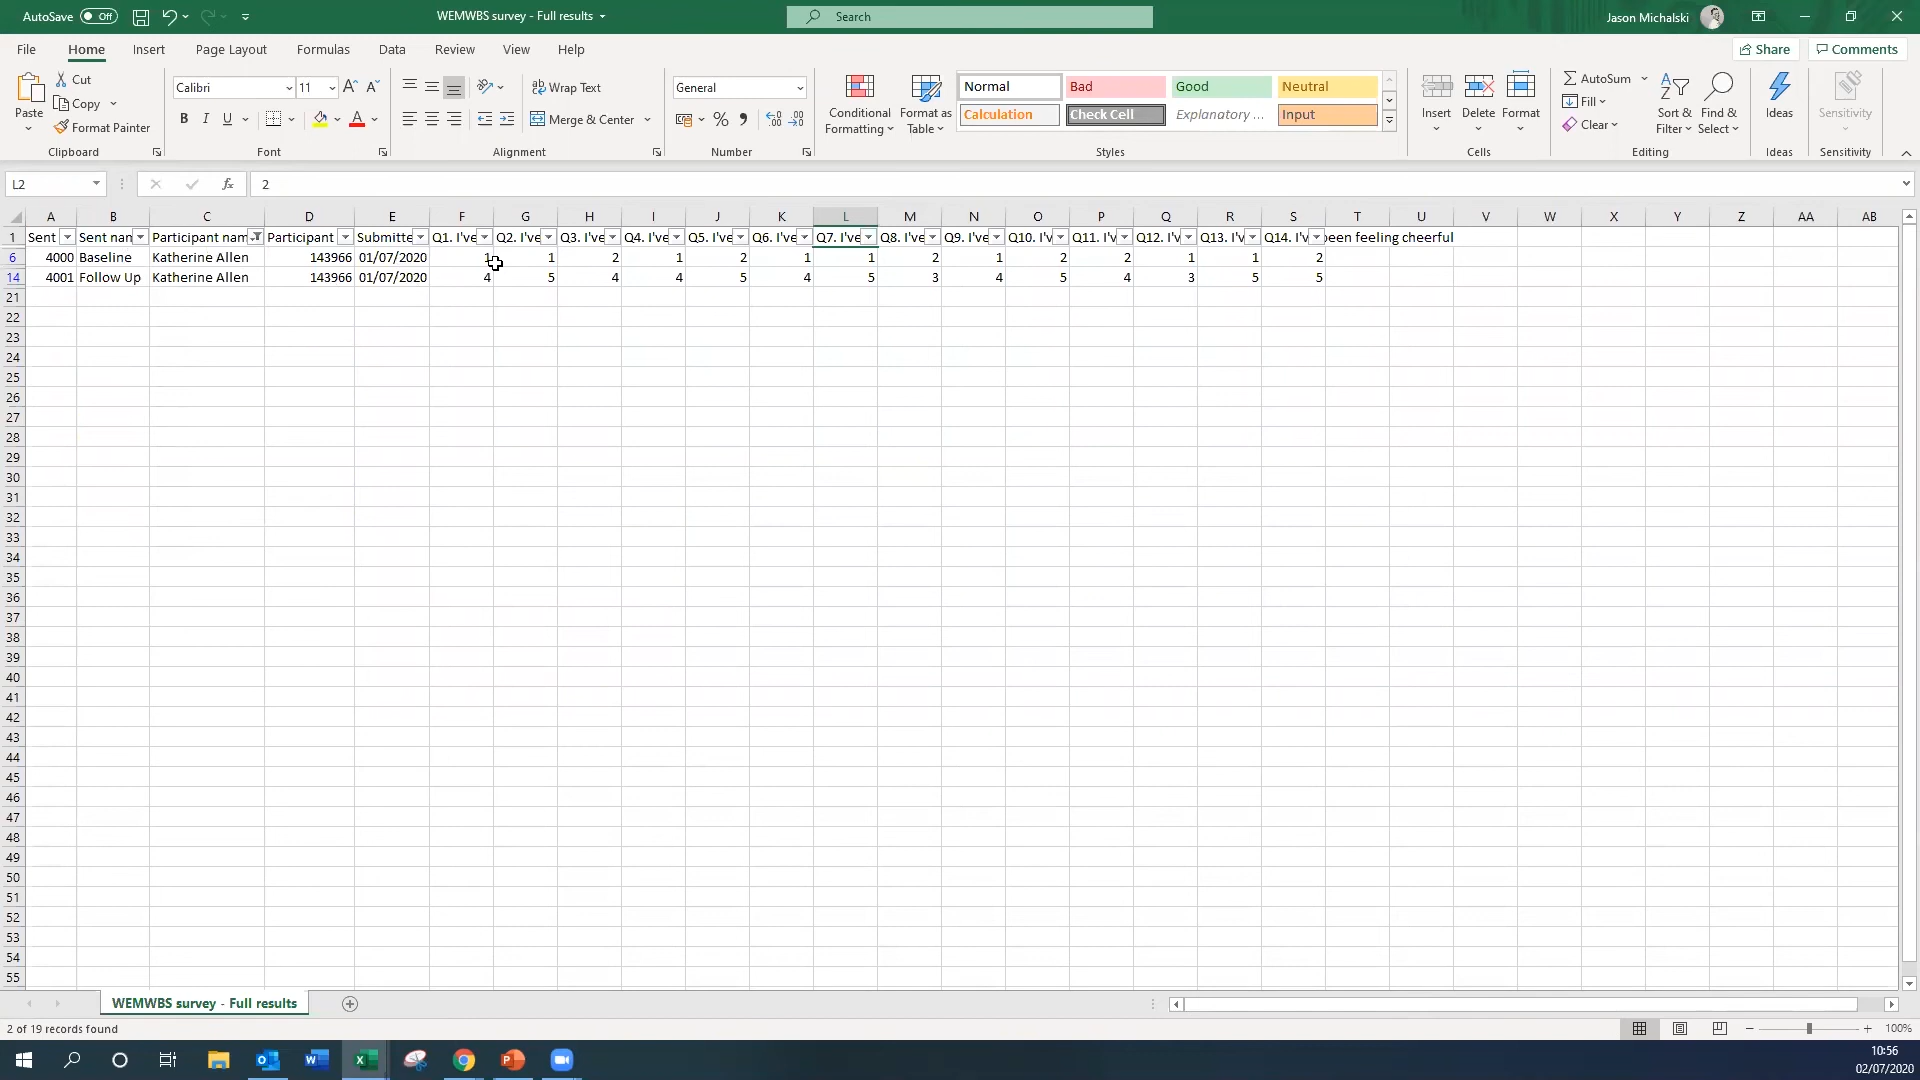 AutoSave Off WEMWBS survey - Full results Search Jason Michalski
File Home Insert Page Layout Formulas Data Review View Help Share Comments
Cut
Copy
Paste
Format Painter
Clipboard
Calibri 11
B I U
Font
Wrap Text
Merge & Center
Alignment
General
Number
Conditional Formatting
Format as Table
Normal Bad Good Neutral
Calculation Check Cell Explanatory ... Input
Styles
Insert Delete Format
Cells
AutoSum
Fill
Clear
Sort & Filter
Find & Select
Editing
Ideas
Ideas
Sensitivity
Sensitivity
L2 fx 2
A B C D E F G H I J K L M N O P Q R S T U V W X Y Z AA AB
1 Sent Sent nan Participant nam Participant Submitte Q1. I've Q2. I've Q3. I've Q4. I've Q5. I've Q6. I've Q7. I've Q8. I've Q9. I've Q10. I'v Q11. I'v Q12. I'v Q13. I'v Q14. I'v been feeling cheerful
6 4000 Baseline Katherine Allen 143966 01/07/2020 1 1 2 1 2 1 1 2 1 2 2 1 1 2
14 4001 Follow Up Katherine Allen 143966 01/07/2020 4 5 4 4 5 4 5 3 4 5 4 3 5 5
21
22
23
24
25
26
27
28
29
30
31
32
33
34
35
36
37
38
39
40
41
42
43
44
45
46
47
48
49
50
51
52
53
54
55
WEMWBS survey - Full results
2 of 19 records found 100%
10:56
02/07/2020